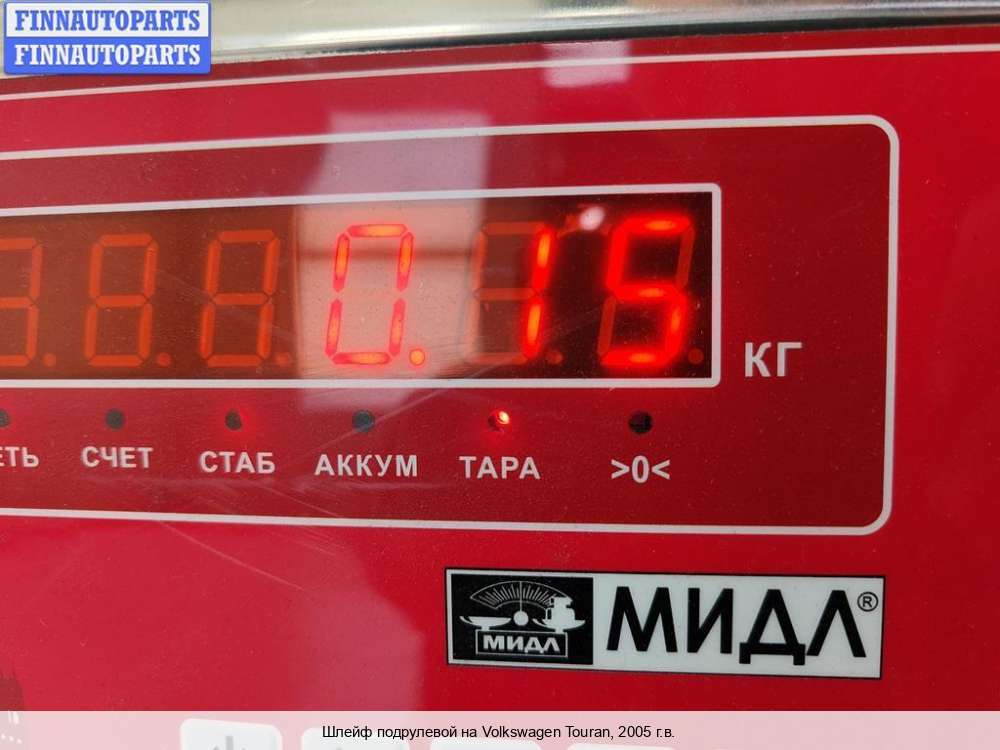 FINNAUTOPARTS
FINNAUTOPARTS
0.15
КГ
СЧЕТ СТАБ АККУМ ТАРА >0<
МИДЛ МИДЛ®
Шлейф подрулевой на Volkswagen Touran, 2005 г.в.